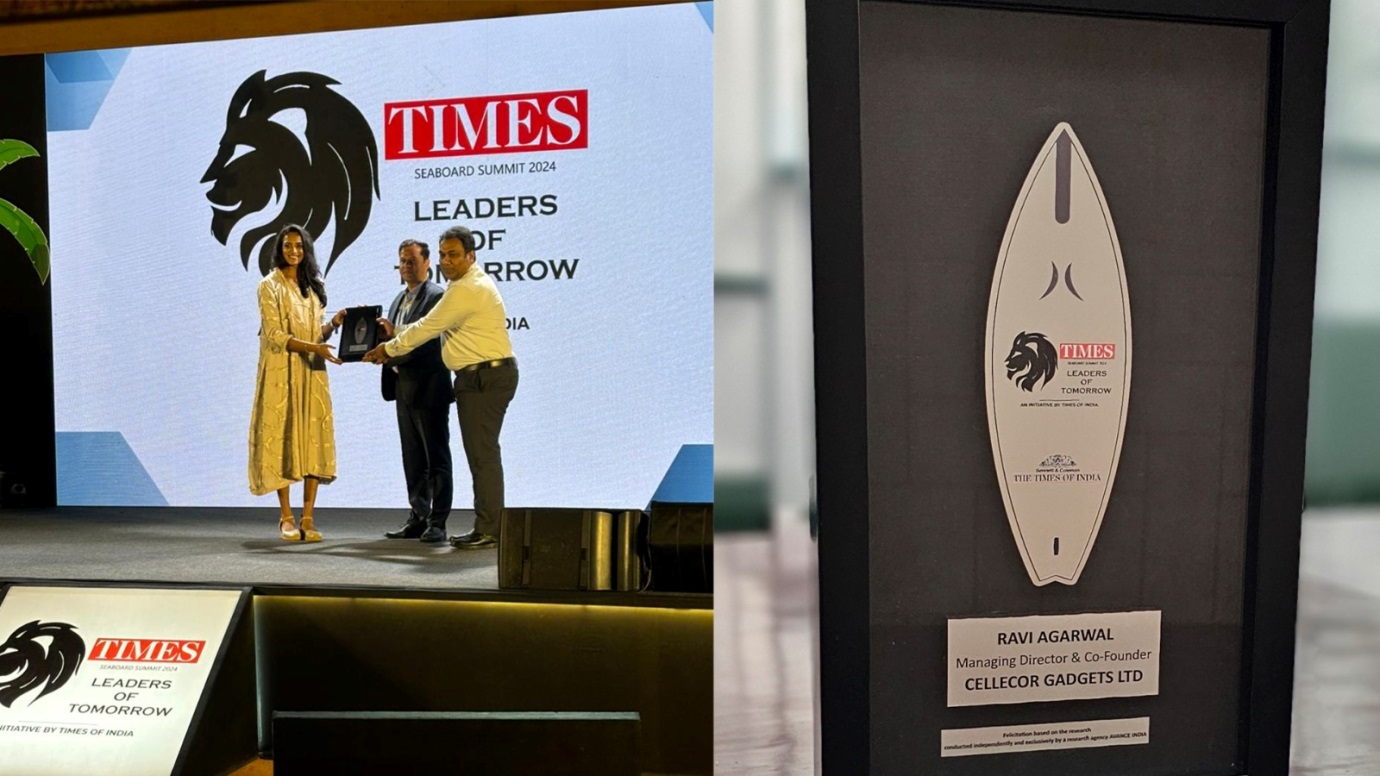 TIMES
SEABOARD SUMMIT 2024
LEADERS
OF
TOMORROW
DIA
TIMES
SEABOARD SUMMIT 2024
LEADERS
OF
TOMORROW
NITIATIVE BY TIMES OF INDIA
TIMES
LEADERS
OF
TOMORROW
AN INITIATIVE BY TIMES OF INDIA
THE TIMES OF INDIA
RAVI AGARWAL
Managing Director & Co-Founder
CELLECOR GADGETS LTD
Felicitation based on the research
conducted independently and exclusively by a research agency AVANCE INDIA